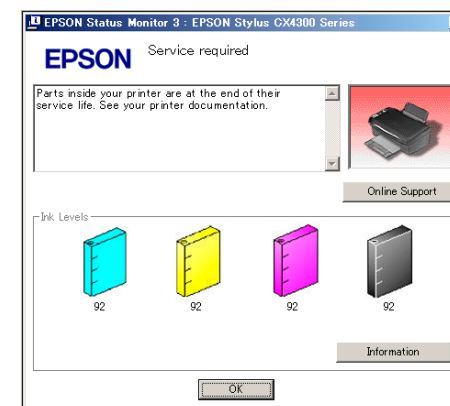 EPSON Status Monitor 3 : EPSON Stylus CX4300 Series
EPSON
Service required
Parts inside your printer are at the end of their
service life. See your printer documentation.
Online Support
Ink Levels
92 92 92 92
Information
OK